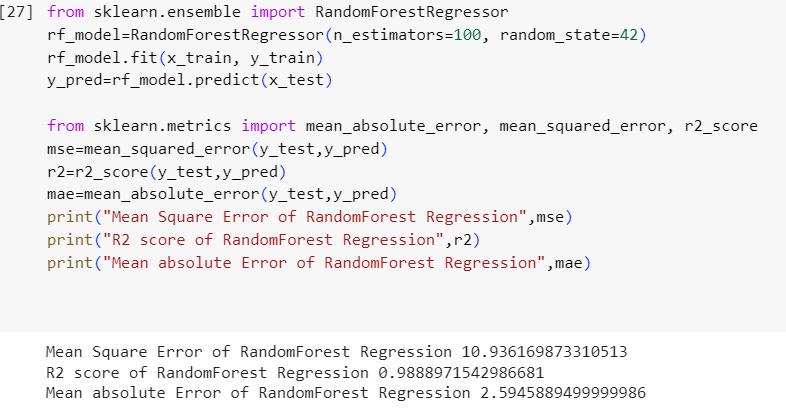 [27] from sklearn.ensemble import RandomForestRegressor
rf_model=RandomForestRegressor(n_estimators=100, random_state=42)
rf_model.fit(x_train, y_train)
y_pred=rf_model.predict(x_test)
from sklearn.metrics import mean_absolute_error, mean_squared_error, r2_score
mse=mean_squared_error(y_test,y_pred)
r2=r2_score(y_test,y_pred)
mae=mean_absolute_error(y_test,y_pred)
print("Mean Square Error of RandomForest Regression",mse)
print("R2 score of RandomForest Regression",r2)
print("Mean absolute Error of RandomForest Regression",mae)
Mean Square Error of RandomForest Regression 10.936169873310513
R2 score of RandomForest Regression 0.9888971542986681
Mean absolute Error of RandomForest Regression 2.5945889499999986